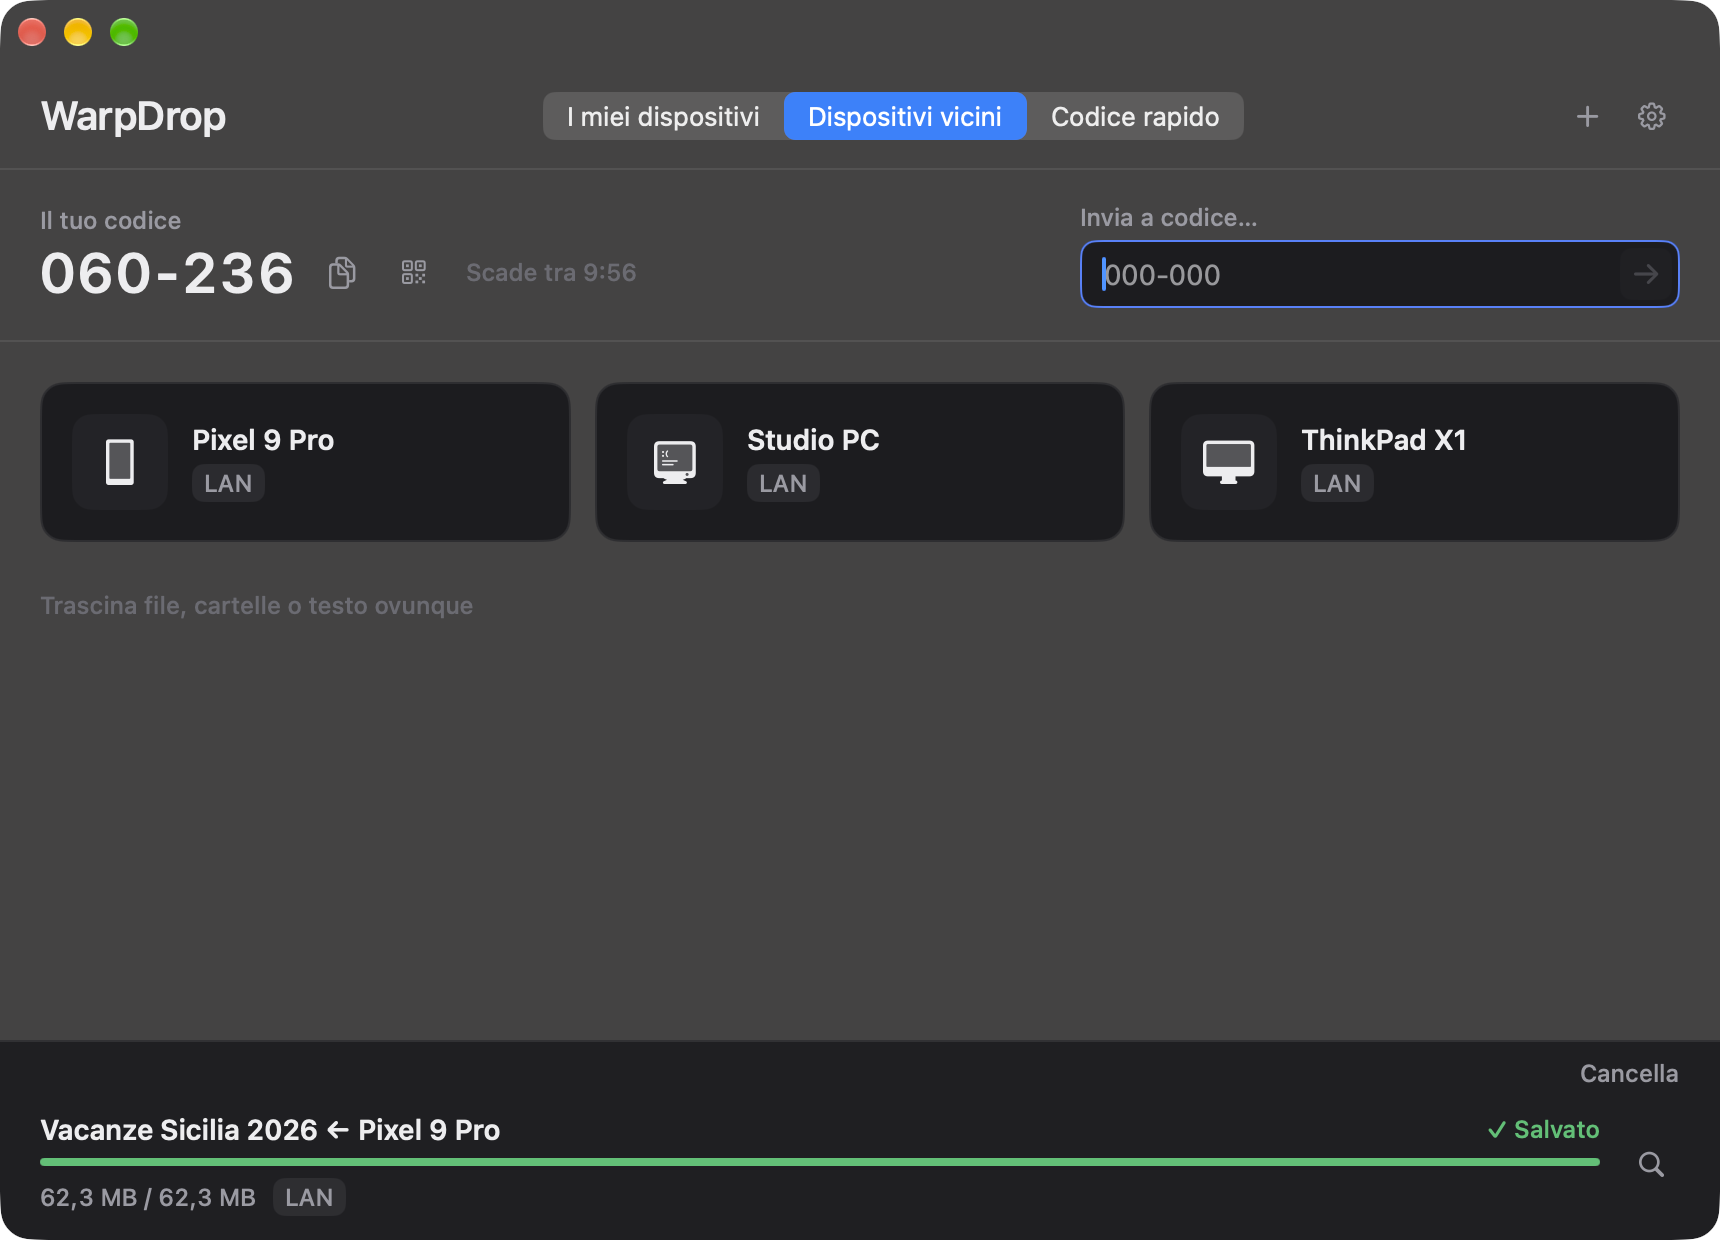 WarpDrop
I miei dispositivi
Dispositivi vicini
Codice rapido
Il tuo codice
060-236
Scade tra 9:56
Invia a codice...
000-000
Pixel 9 Pro
LAN
Studio PC
LAN
ThinkPad X1
LAN
Trascina file, cartelle o testo ovunque
Cancella
Vacanze Sicilia 2026 ← Pixel 9 Pro
✓ Salvato
62,3 MB / 62,3 MB
LAN